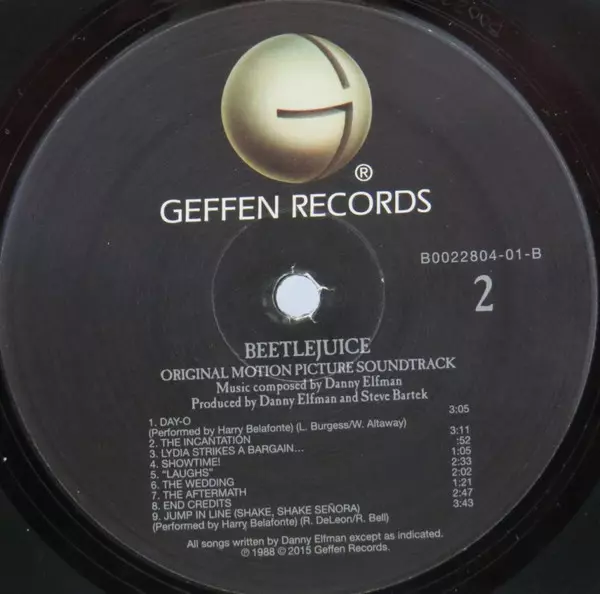 ®
GEFFEN RECORDS
B0022804-01-B
2
BEETLEJUICE
ORIGINAL MOTION PICTURE SOUNDTRACK
Music composed by Danny Elfman
Produced by Danny Elfman and Steve Bartek
1. DAY-O 3:05
(Performed by Harry Belafonte) (L. Burgess/W. Attaway)
2. THE INCANTATION 3:11
3. LYDIA STRIKES A BARGAIN... :52
4. SHOWTIME! 1:05
5. "LAUGHS" 2:33
6. THE WEDDING 2:02
7. THE AFTERMATH 1:21
8. END CREDITS 2:47
9. JUMP IN LINE (SHAKE, SHAKE SEÑORA) 3:43
(Performed by Harry Belafonte) (R. DeLeon/R. Bell)
All songs written by Danny Elfman except as indicated.
℗ 1988 © 2015 Geffen Records.